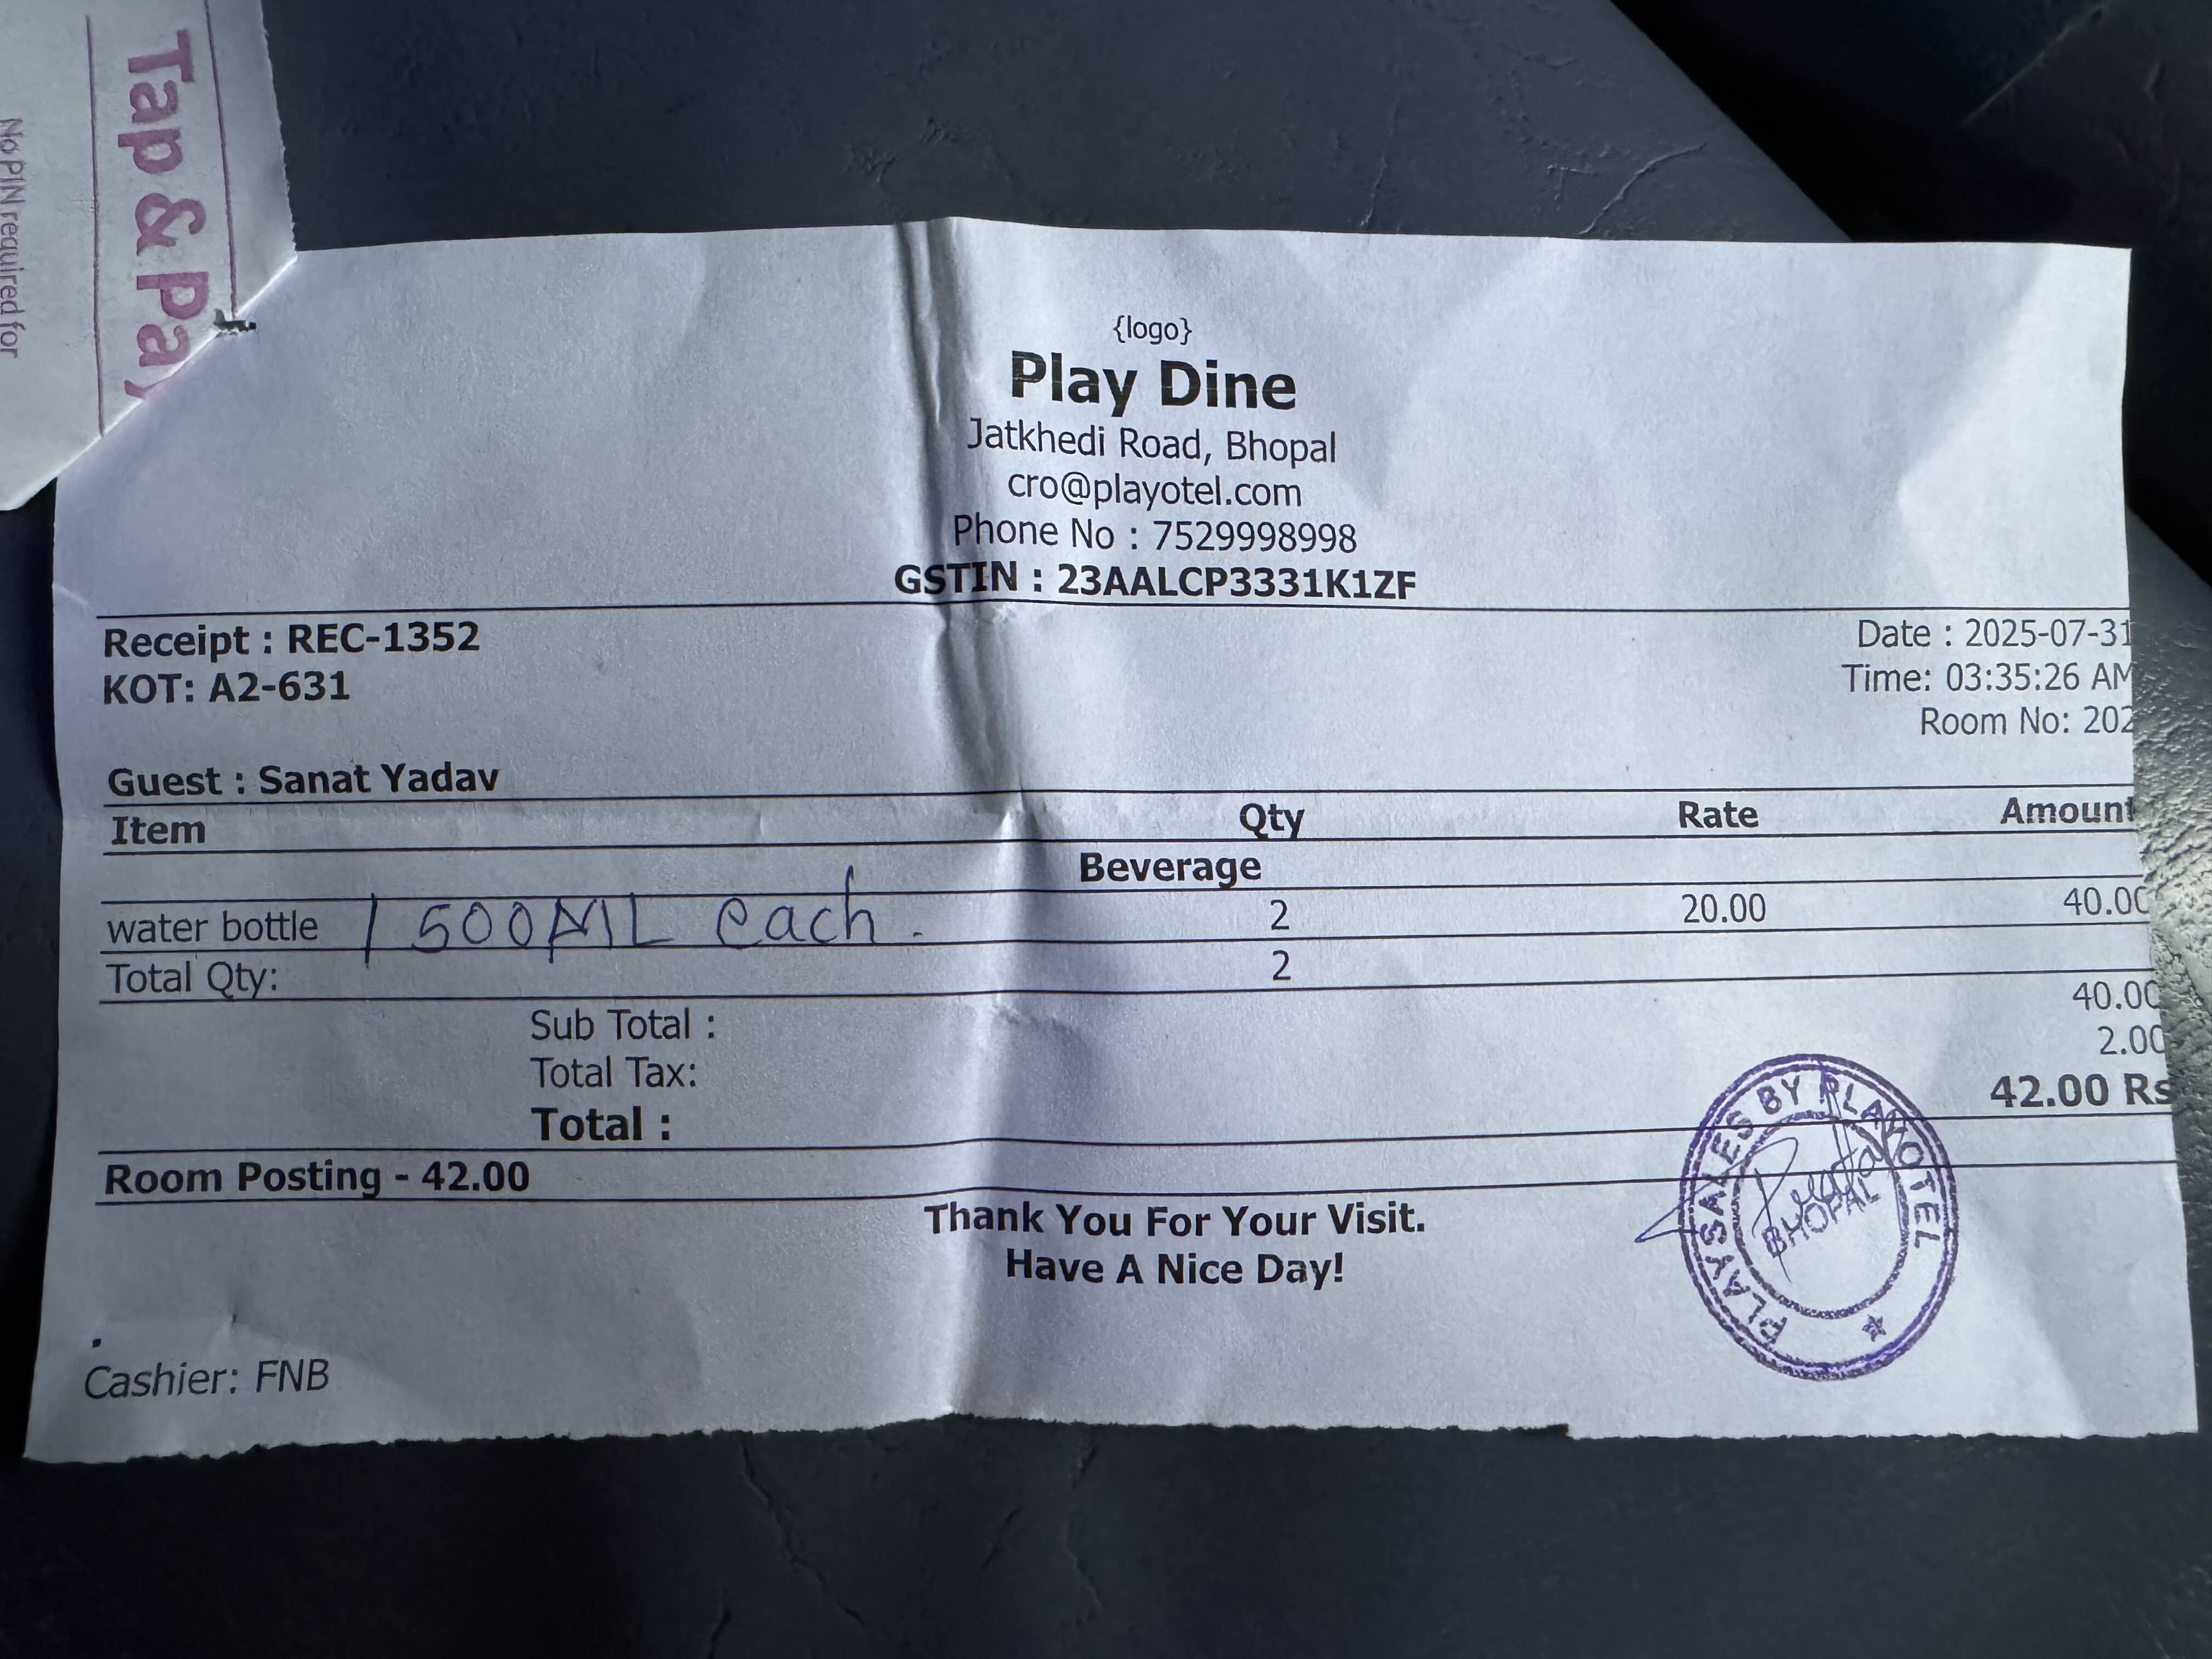 Tap & Pay
No PIN required for
{logo}
Play Dine
Jatkhedi Road, Bhopal
cro@playotel.com
Phone No : 7529998998
GSTIN : 23AALCP3331K1ZF
Receipt : REC-1352 Date : 2025-07-31
KOT: A2-631 Time: 03:35:26 AM
Room No: 202
Guest : Sanat Yadav
Item Qty Rate Amount
Beverage
water bottle / 500ML each. 2 20.00 40.00
Total Qty: 2
Sub Total : 40.00
Total Tax: 2.00
Total : 42.00 Rs
Room Posting - 42.00
Thank You For Your Visit.
Have A Nice Day!
PLAYSALES BY PLAYOTEL
BHOPAL
Cashier: FNB